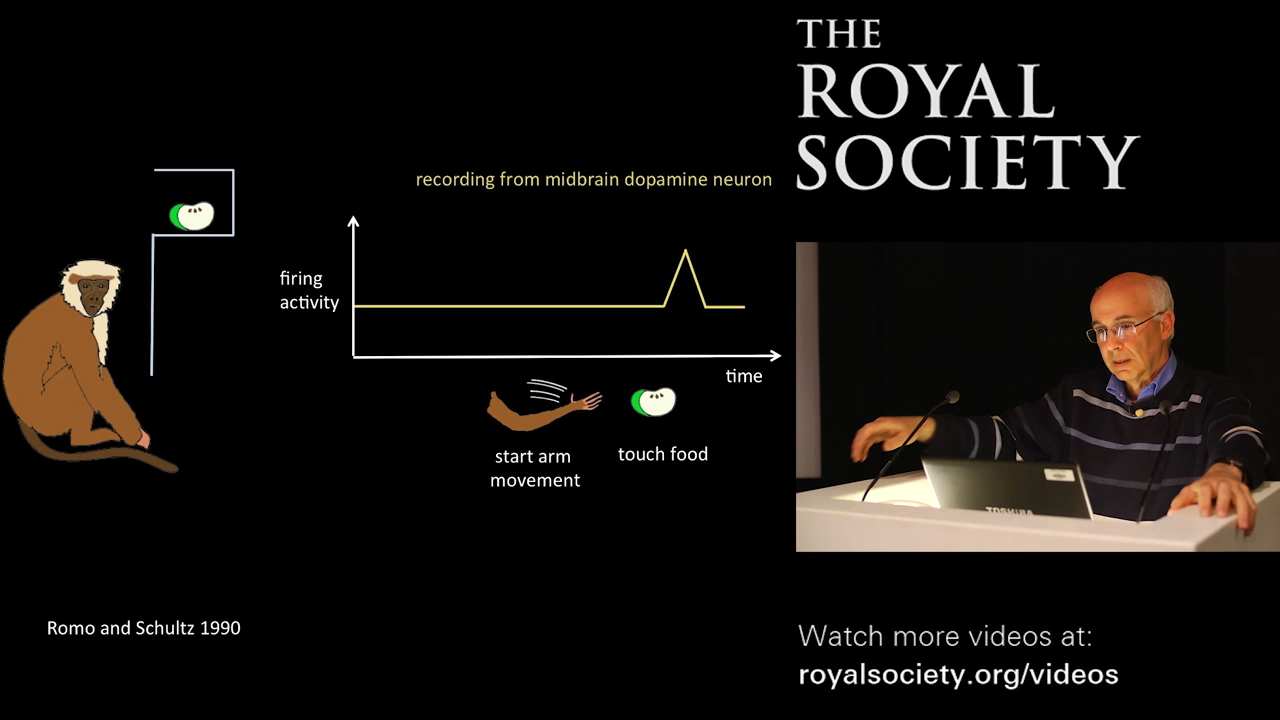 THE
ROYAL
SOCIETY
recording from midbrain dopamine neuron
firing
activity
time
start arm
movement
touch food
TOSHIBA
Romo and Schultz 1990
Watch more videos at:
royalsociety.org/videos